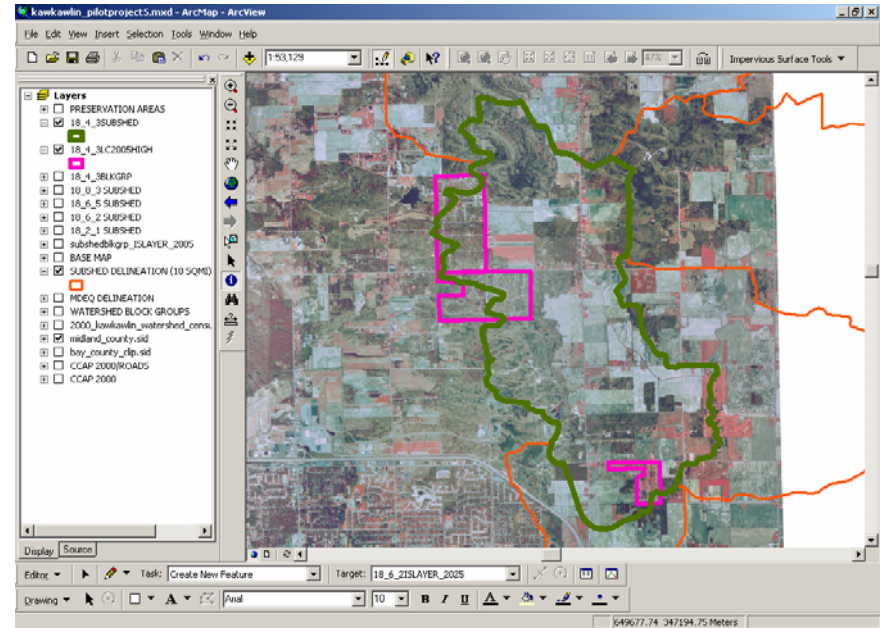 kawkawlin_pilotproject5.mxd - ArcMap - ArcView
File Edit View Insert Selection Tools Window Help
1:53,129
47%
Impervious Surface Tools
Layers
PRESERVATION AREAS
18_4_3SUBSHED
18_4_3LC2005HIGH
18_4_3BLKGRP
18_8_3 SUBSHED
18_6_5 SUBSHED
18_6_2 SUBSHED
18_2_1 SUBSHED
subshedblkgrp_ISLAYER_2005
BASE MAP
SUBSHED DELINEATION (10 SQMI)
MDEQ DELINEATION
WATERSHED BLOCK GROUPS
2000_kawkawlin_watershed_censu
midland_county.sid
bay_county_clip.sid
CCAP 2000/ROADS
CCAP 2000
Display Source
Editor Task: Create New Feature Target: 18_6_2ISLAYER_2025
Drawing A Arial 10 B I U A
649677.74 347194.75 Meters